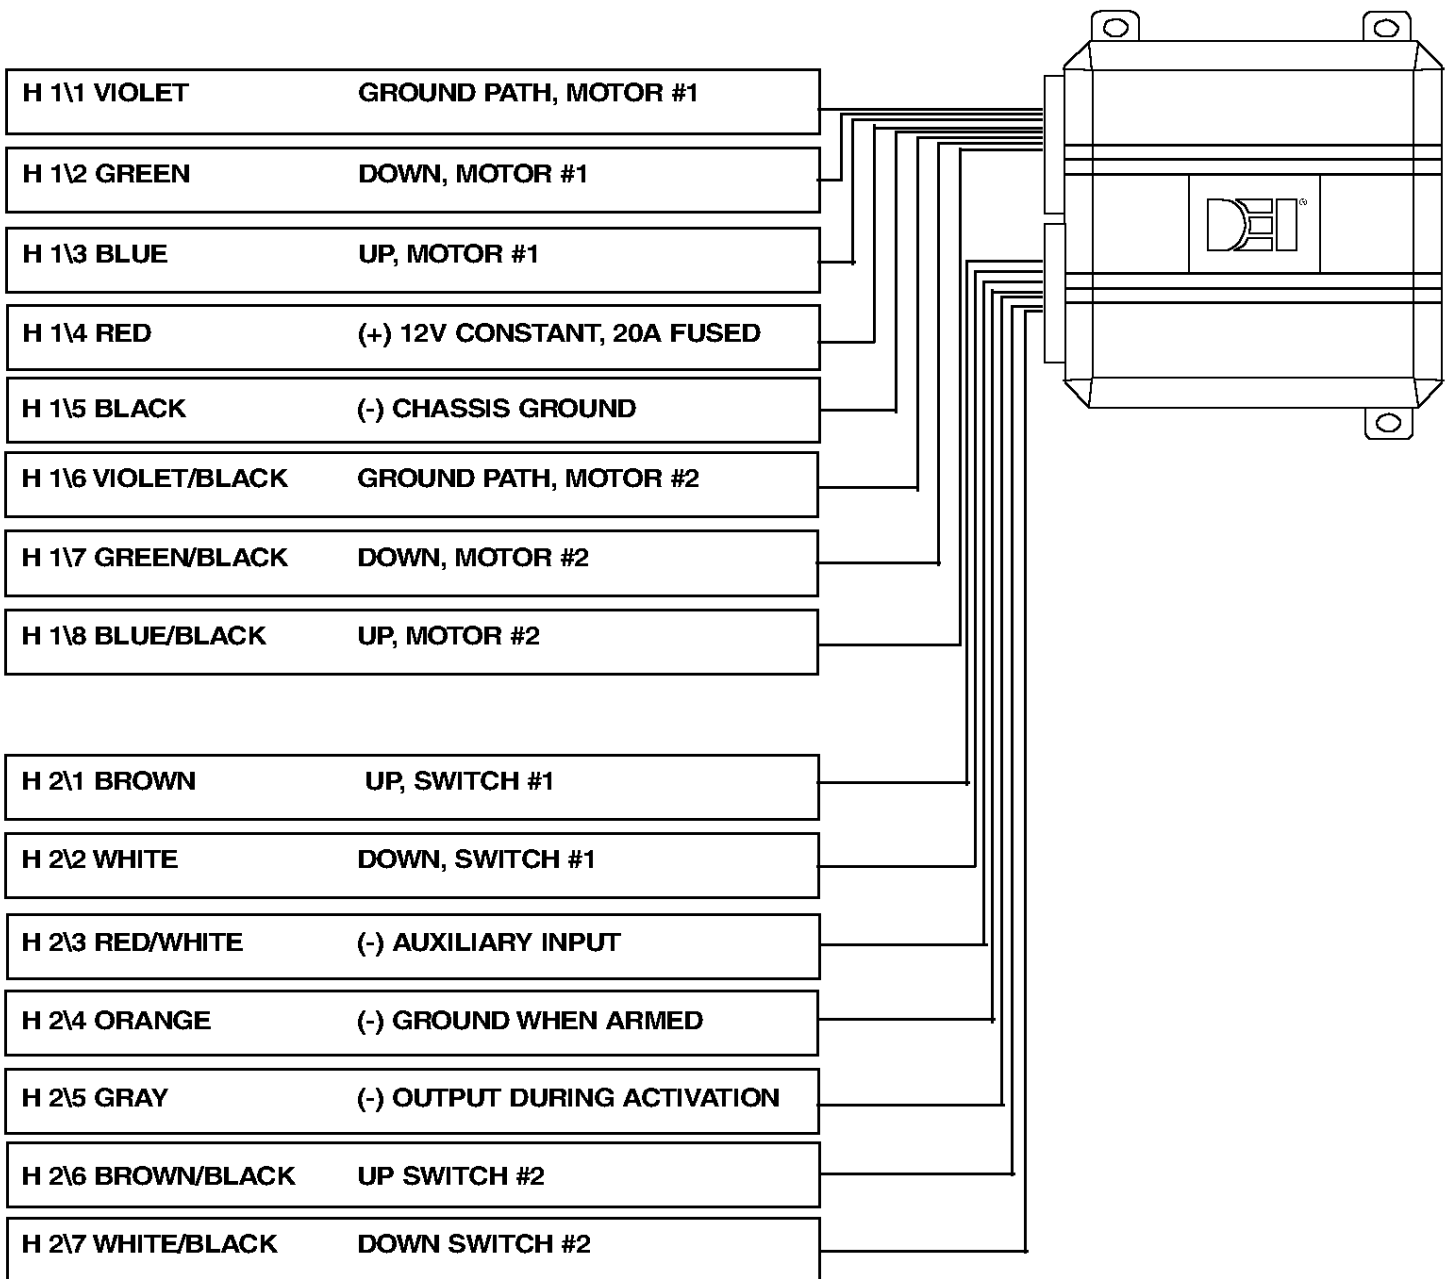 H 1\1 VIOLET GROUND PATH, MOTOR #1
H 1\2 GREEN DOWN, MOTOR #1
H 1\3 BLUE UP, MOTOR #1
H 1\4 RED (+) 12V CONSTANT, 20A FUSED
H 1\5 BLACK (-) CHASSIS GROUND
H 1\6 VIOLET/BLACK GROUND PATH, MOTOR #2
H 1\7 GREEN/BLACK DOWN, MOTOR #2
H 1\8 BLUE/BLACK UP, MOTOR #2
H 2\1 BROWN UP, SWITCH #1
H 2\2 WHITE DOWN, SWITCH #1
H 2\3 RED/WHITE (-) AUXILIARY INPUT
H 2\4 ORANGE (-) GROUND WHEN ARMED
H 2\5 GRAY (-) OUTPUT DURING ACTIVATION
H 2\6 BROWN/BLACK UP SWITCH #2
H 2\7 WHITE/BLACK DOWN SWITCH #2
DEI®